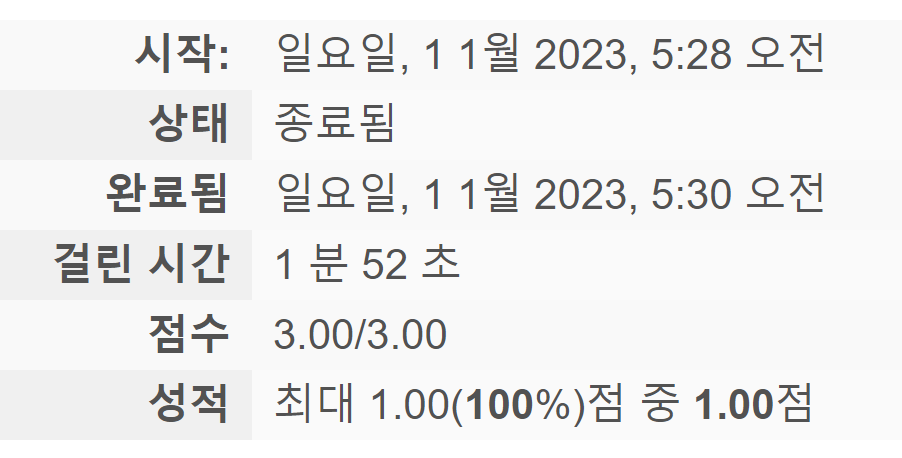 시작: 일요일, 1 1월 2023, 5:28 오전
상태 종료됨
완료됨 일요일, 1 1월 2023, 5:30 오전
걸린 시간 1 분 52 초
점수 3.00/3.00
성적 최대 1.00(100%)점 중 1.00점